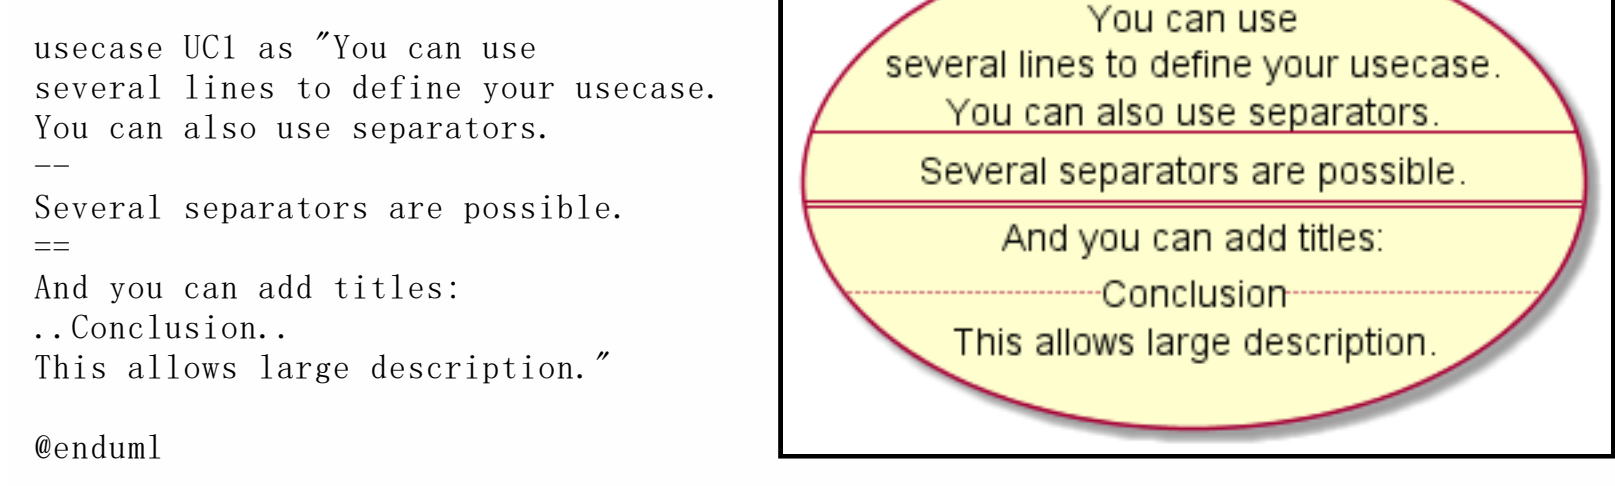 usecase UC1 as "You can use
several lines to define your usecase.
You can also use separators.
--
Several separators are possible.
==
And you can add titles:
..Conclusion..
This allows large description."
@enduml
You can use
several lines to define your usecase.
You can also use separators.
Several separators are possible.
And you can add titles:
Conclusion
This allows large description.